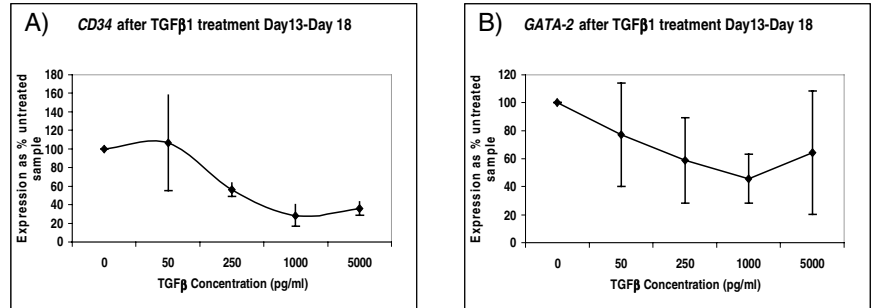 A) CD34 after TGFβ1 treatment Day13-Day 18
Expression as % untreated
sample
180
160
140
120
100
80
60
40
20
0
0 50 250 1000 5000
TGFβ Concentration (pg/ml)
B) GATA-2 after TGFβ1 treatment Day13-Day 18
Expression as % untreated
sample
120
100
80
60
40
20
0
0 50 250 1000 5000
TGFβ Concentration (pg/ml)